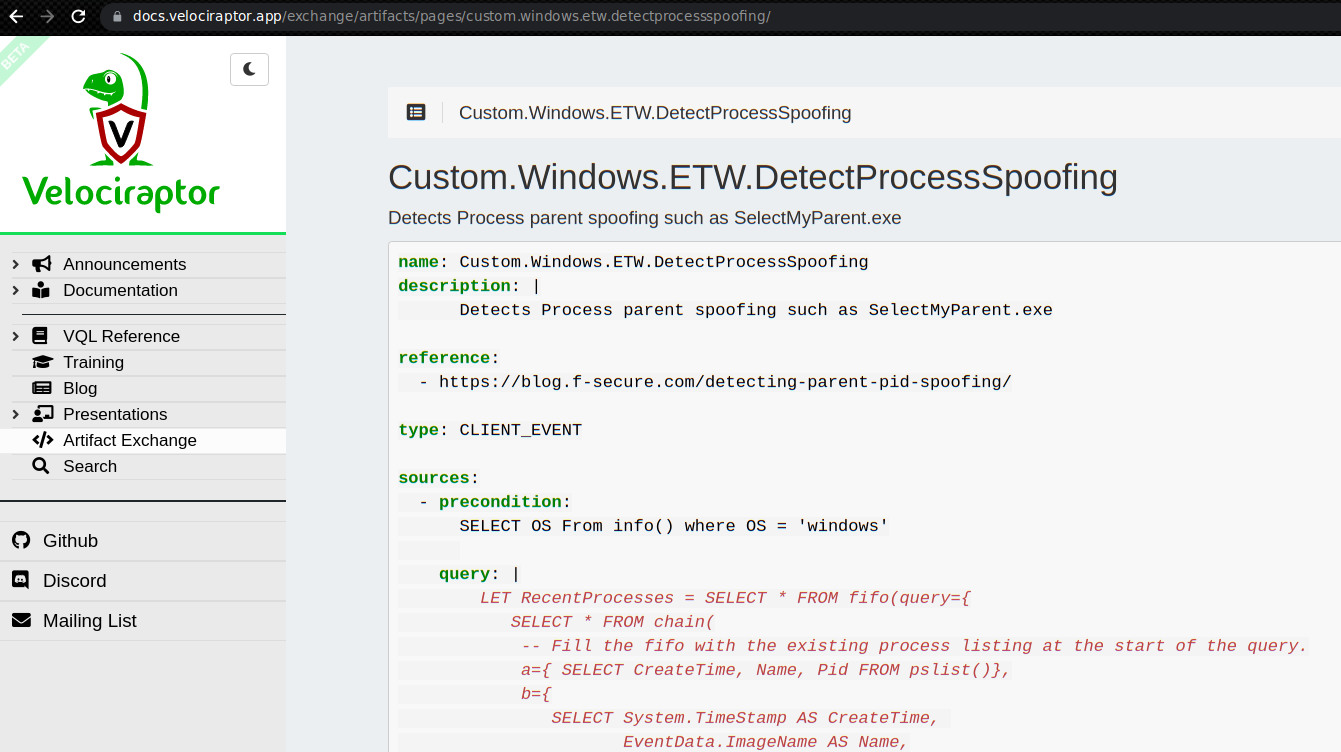 docs.velociraptor.app/exchange/artifacts/pages/custom.windows.etw.detectprocessspoofing/
BETA
V
Velociraptor
Announcements
Documentation
VQL Reference
Training
Blog
Presentations
Artifact Exchange
Search
Github
Discord
Mailing List
Custom.Windows.ETW.DetectProcessSpoofing
Custom.Windows.ETW.DetectProcessSpoofing
Detects Process parent spoofing such as SelectMyParent.exe
name: Custom.Windows.ETW.DetectProcessSpoofing
description: |
Detects Process parent spoofing such as SelectMyParent.exe
reference:
- https://blog.f-secure.com/detecting-parent-pid-spoofing/
type: CLIENT_EVENT
sources:
- precondition:
SELECT OS From info() where OS = 'windows'
query: |
LET RecentProcesses = SELECT * FROM fifo(query={
SELECT * FROM chain(
-- Fill the fifo with the existing process listing at the start of the query.
a={ SELECT CreateTime, Name, Pid FROM pslist()},
b={
SELECT System.TimeStamp AS CreateTime,
EventData.ImageName AS Name,